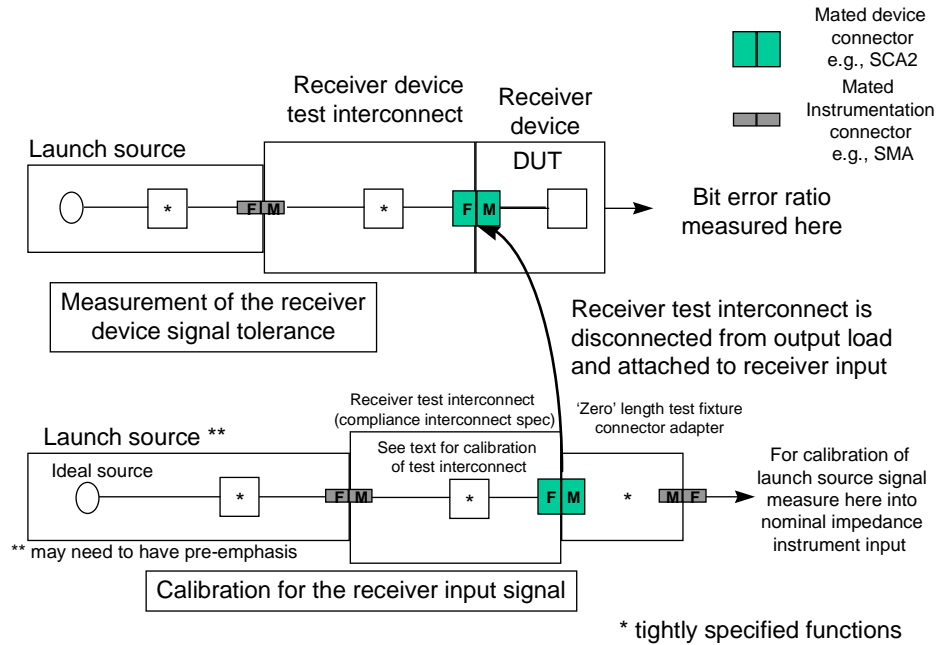 Mated device
connector
e.g., SCA2
Mated
Instrumentation
connector
e.g., SMA
Receiver device
test interconnect
Receiver
device
Launch source
DUT
*
F M
*
F M
Bit error ratio
measured here
Measurement of the receiver
device signal tolerance
Receiver test interconnect is
disconnected from output load
and attached to receiver input
Receiver test interconnect
(compliance interconnect spec)
'Zero' length test fixture
connector adapter
Launch source **
See text for calibration
of test interconnect
Ideal source
*
F M
*
F M
*
M F
For calibration of
launch source signal
measure here into
nominal impedance
instrument input
** may need to have pre-emphasis
Calibration for the receiver input signal
* tightly specified functions